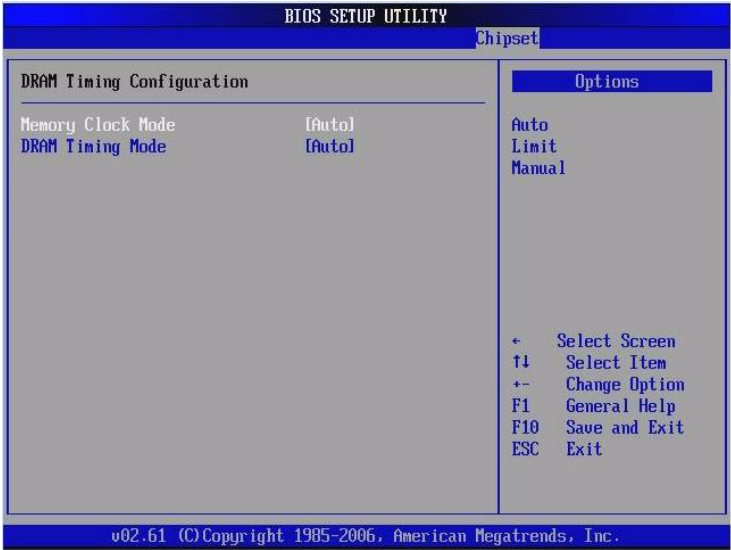 BIOS SETUP UTILITY
Chipset
DRAM Timing Configuration
Memory Clock Mode [Auto]
DRAM Timing Mode [Auto]
Options
Auto
Limit
Manual
← Select Screen
↑↓ Select Item
+- Change Option
F1 General Help
F10 Save and Exit
ESC Exit
v02.61 (C)Copyright 1985-2006, American Megatrends, Inc.